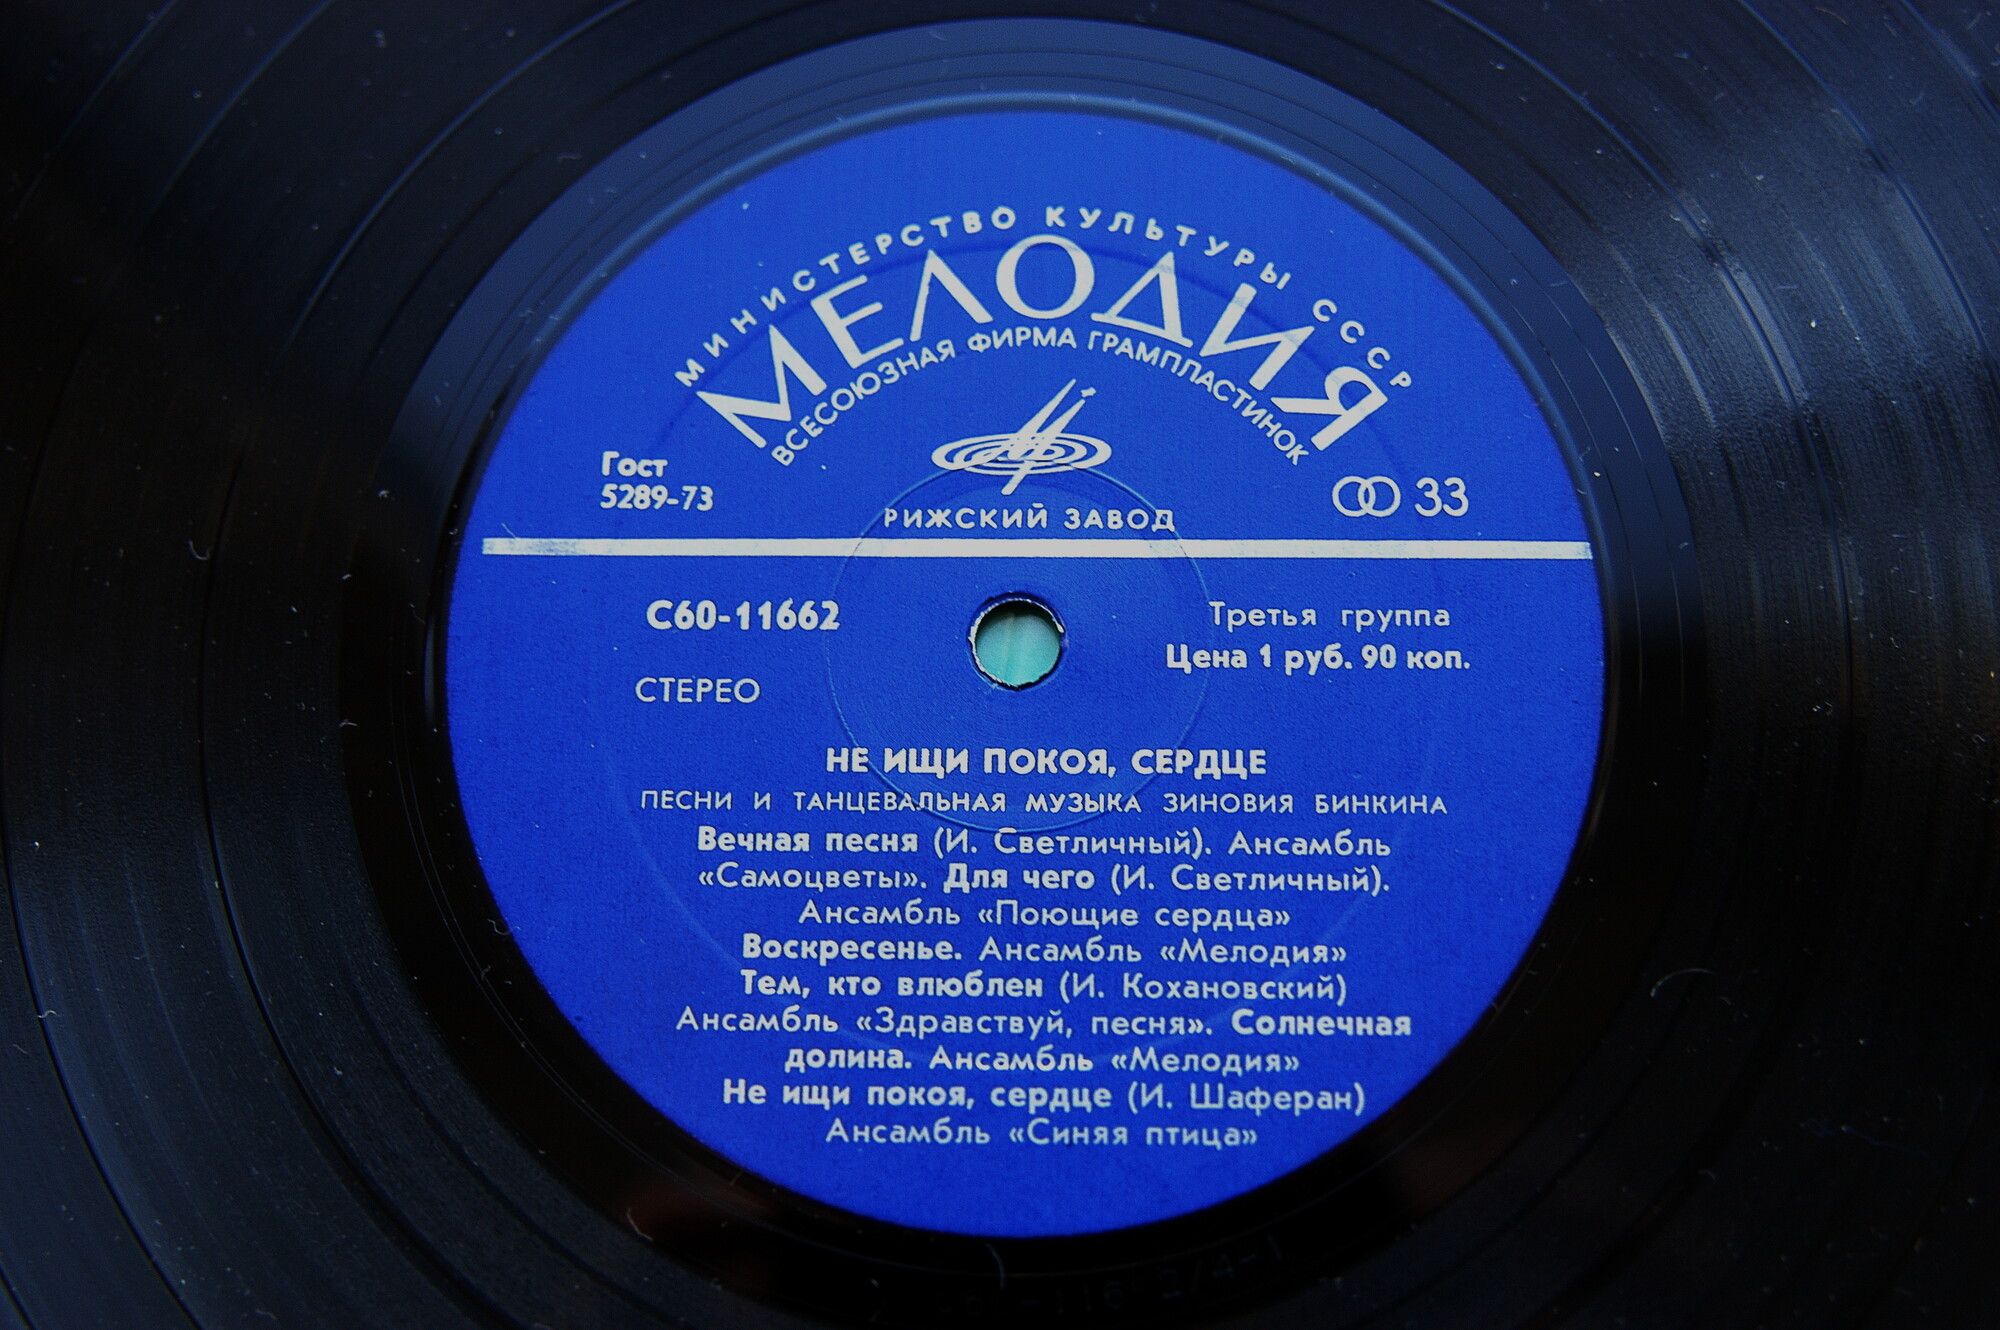 МИНИСТЕРСТВО КУЛЬТУРЫ СССР
МЕЛОДИЯ
ВСЕСОЮЗНАЯ ФИРМА ГРАМПЛАСТИНОК
Гост
5289-73
33
РИЖСКИЙ ЗАВОД
С60-11662
Третья группа
Цена 1 руб. 90 коп.
СТЕРЕО
НЕ ИЩИ ПОКОЯ, СЕРДЦЕ
ПЕСНИ И ТАНЦЕВАЛЬНАЯ МУЗЫКА ЗИНОВИЯ БИНКИНА
Вечная песня (И. Светличный). Ансамбль
«Самоцветы». Для чего (И. Светличный).
Ансамбль «Поющие сердца»
Воскресенье. Ансамбль «Мелодия»
Тем, кто влюблен (И. Кохановский)
Ансамбль «Здравствуй, песня». Солнечная
долина. Ансамбль «Мелодия»
Не ищи покоя, сердце (И. Шаферан)
Ансамбль «Синяя птица»